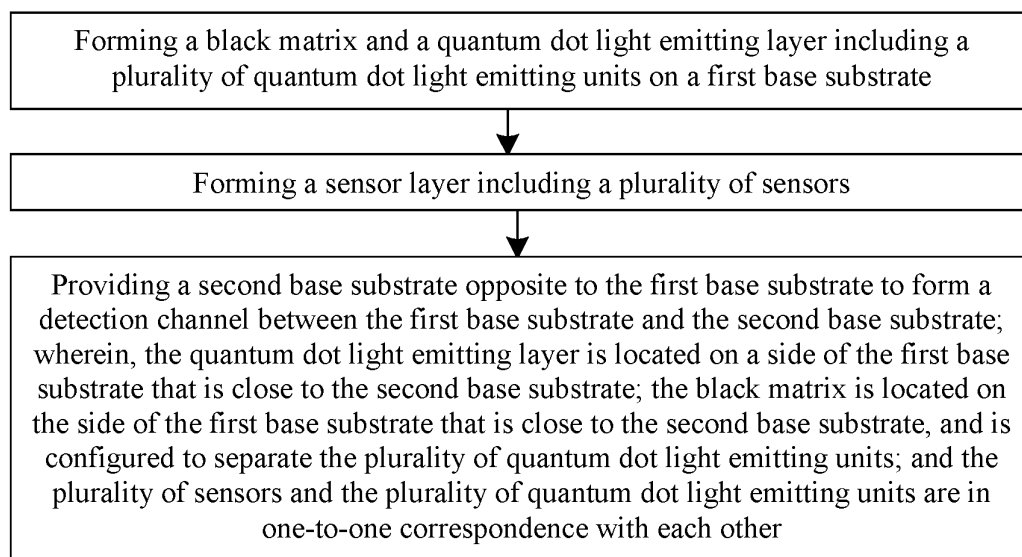 Forming a black matrix and a quantum dot light emitting layer including a
plurality of quantum dot light emitting units on a first base substrate
Forming a sensor layer including a plurality of sensors
Providing a second base substrate opposite to the first base substrate to form a
detection channel between the first base substrate and the second base substrate;
wherein, the quantum dot light emitting layer is located on a side of the first base
substrate that is close to the second base substrate; the black matrix is located on
the side of the first base substrate that is close to the second base substrate, and is
configured to separate the plurality of quantum dot light emitting units; and the
plurality of sensors and the plurality of quantum dot light emitting units are in
one-to-one correspondence with each other